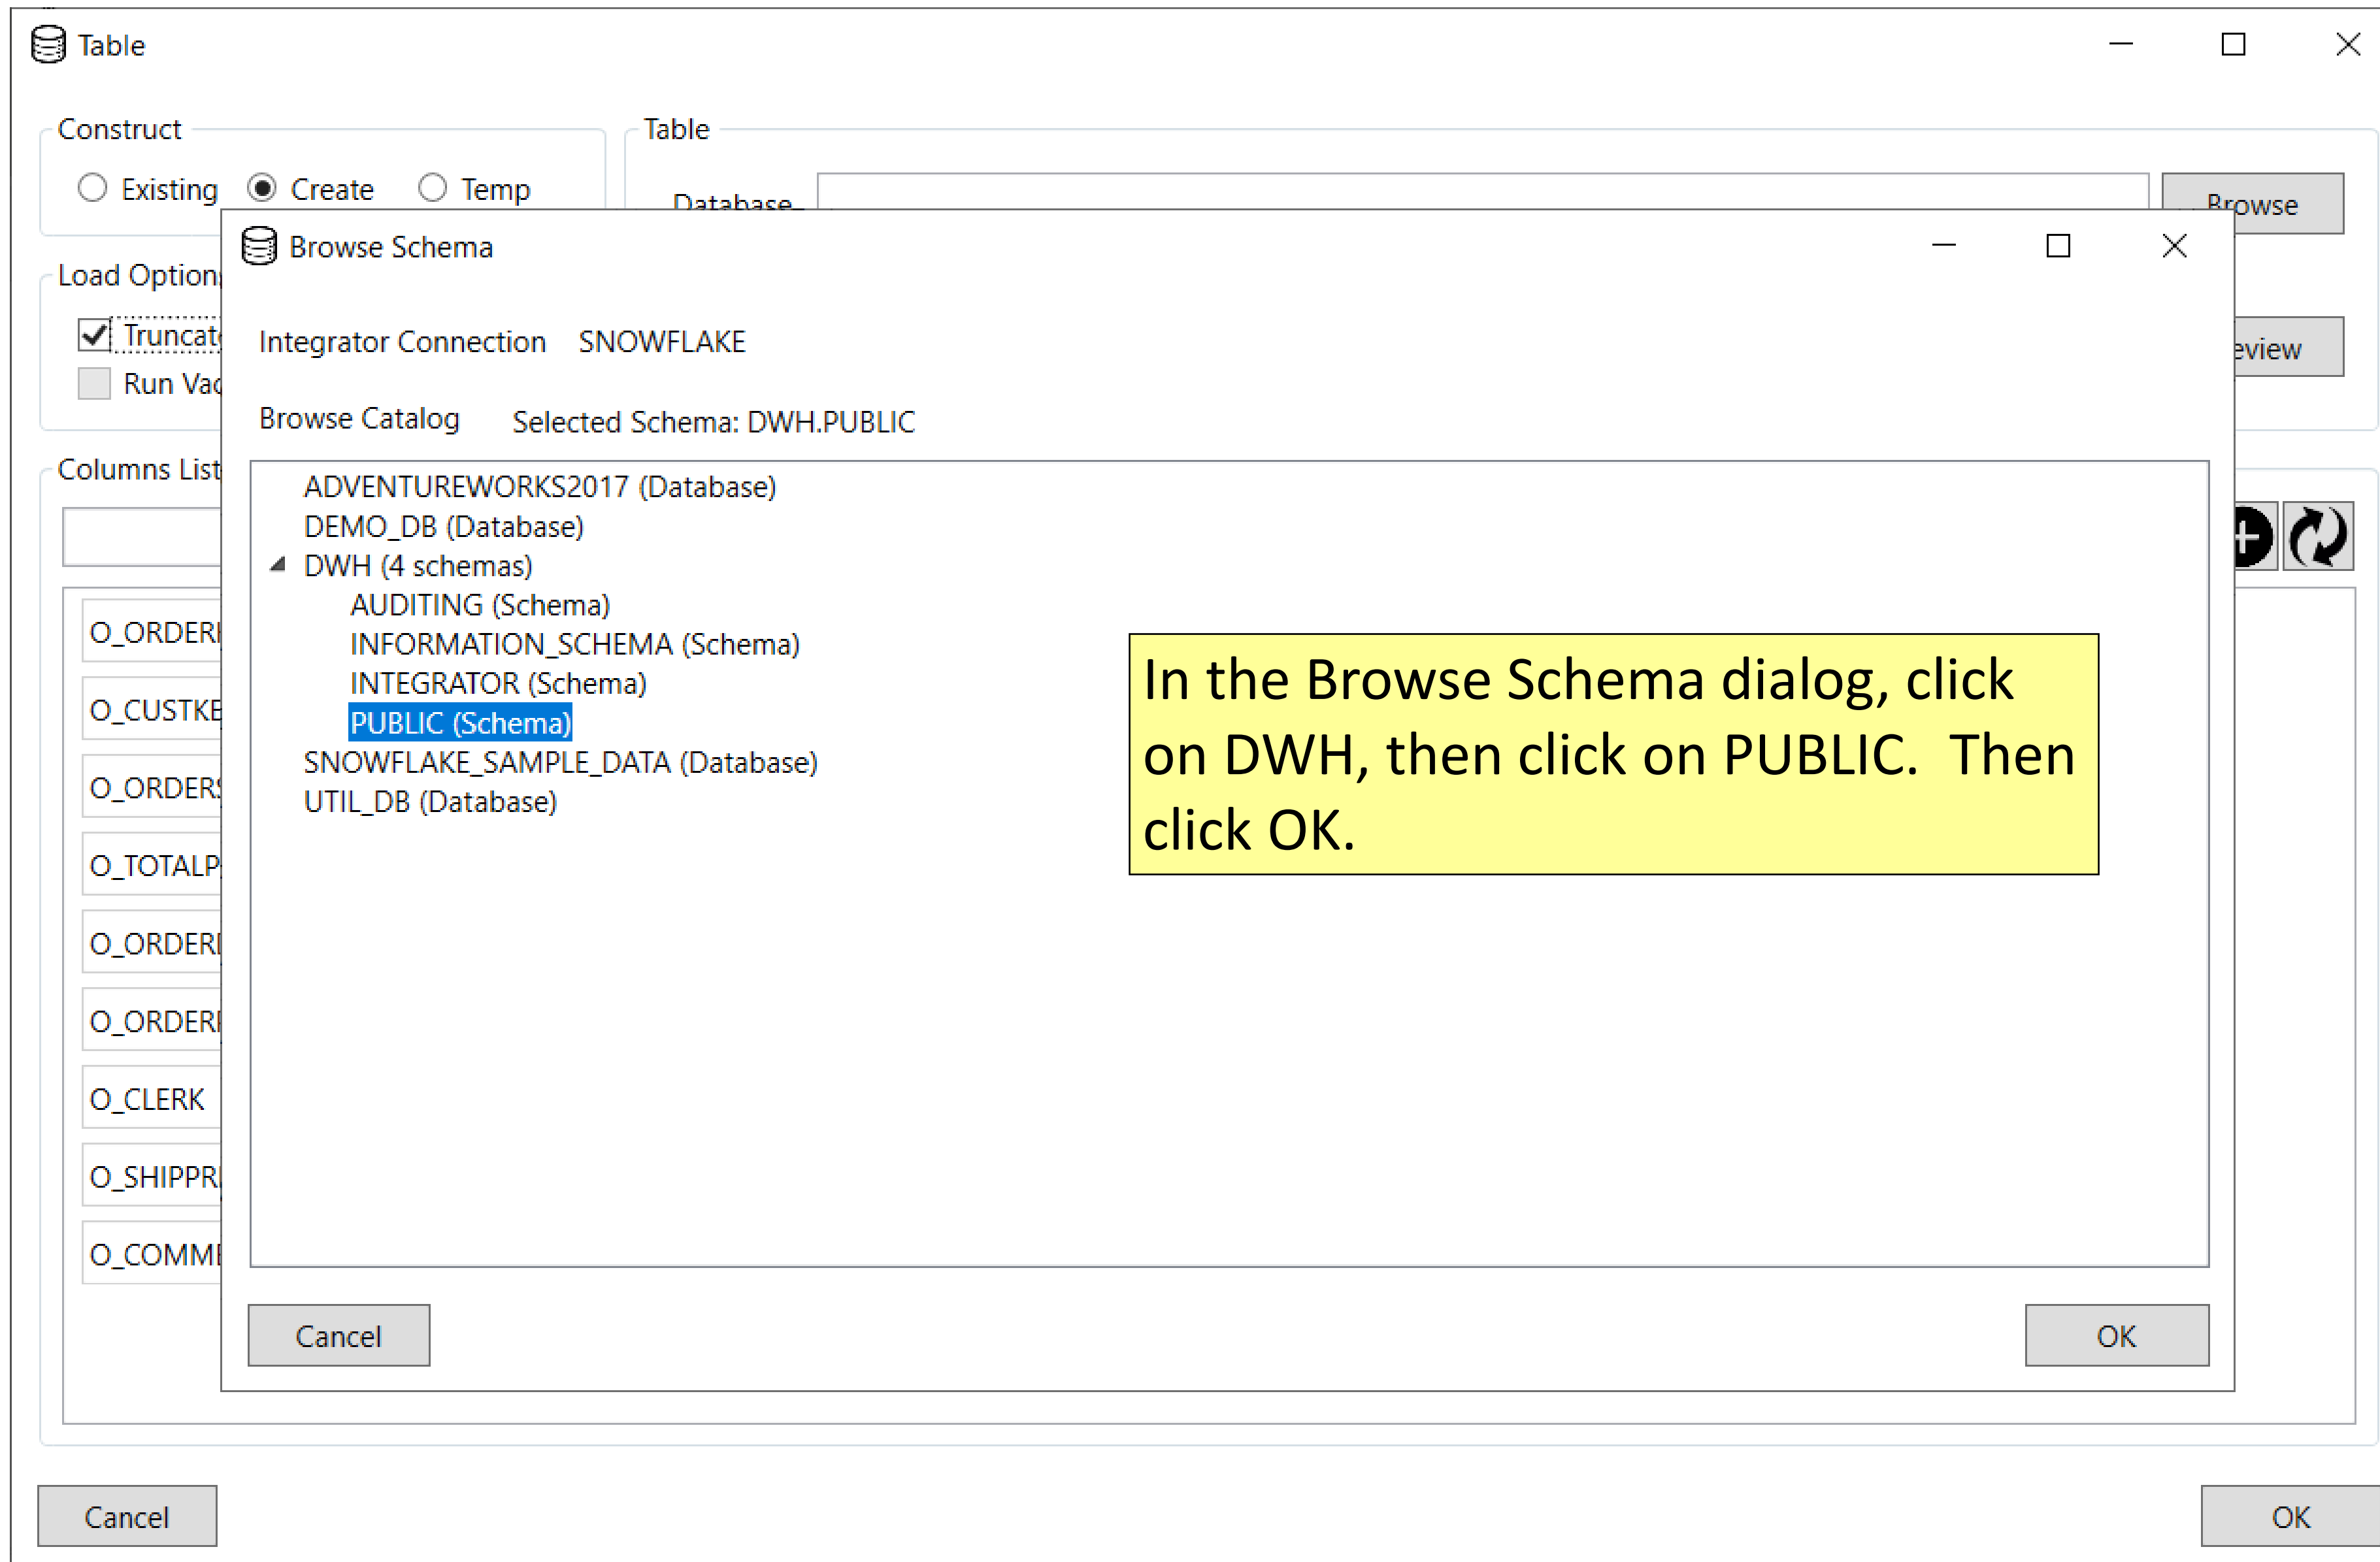 Table
Construct
Table
Existing Create Temp
Database
Browse
Browse Schema
Load Option
Truncat
Integrator Connection SNOWFLAKE
eview
Run Vac
Browse Catalog Selected Schema: DWH.PUBLIC
Columns List
ADVENTUREWORKS2017 (Database)
DEMO_DB (Database)
DWH (4 schemas)
AUDITING (Schema)
INFORMATION_SCHEMA (Schema)
INTEGRATOR (Schema)
PUBLIC (Schema)
SNOWFLAKE_SAMPLE_DATA (Database)
UTIL_DB (Database)
In the Browse Schema dialog, click
on DWH, then click on PUBLIC. Then
click OK.
O_ORDER
O_CUSTKE
O_ORDERS
O_TOTALP
O_ORDER
O_ORDER
O_CLERK
O_SHIPPR
O_COMME
Cancel
OK
Cancel
OK